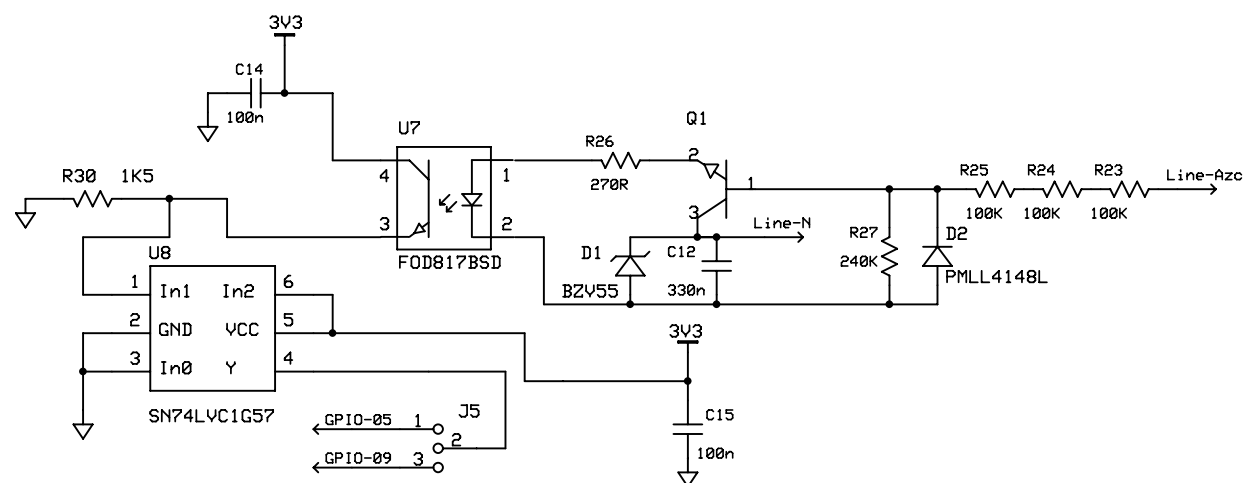 3V3
C14
100n
U7
Q1
R26
270R
2
1
3
R25
R24
R23
Line-Azc
100K
100K
100K
R30 1K5
4
1
3
2
FOD817BSD
Line-N
D1
C12
BZV55
330n
R27
240K
D2
PMLL4148L
U8
1
In1
In2
6
2
GND
VCC
5
3
In0
Y
4
SN74LVC1G57
3V3
C15
100n
J5
GPIO-05
1
2
GPIO-09
3